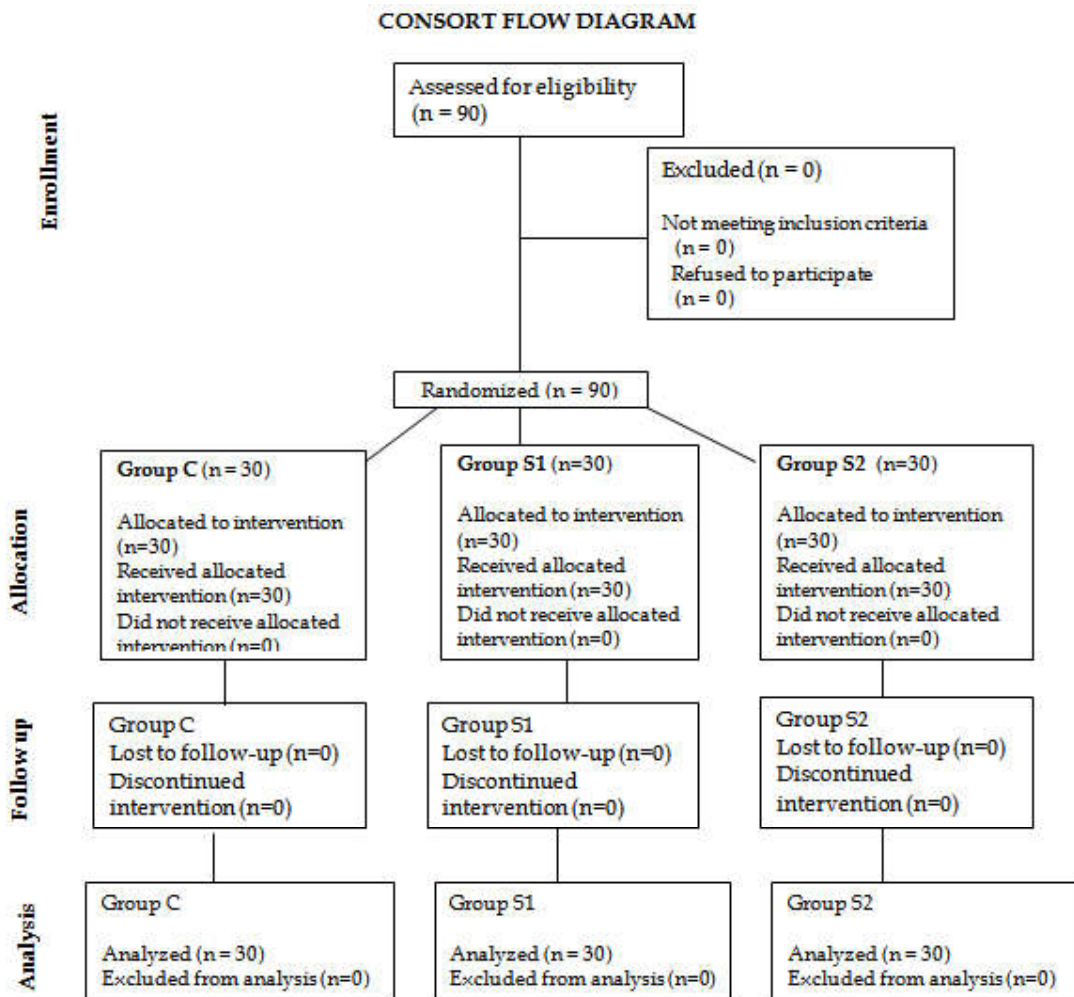 CONSORT FLOW DIAGRAM
Enrollment
Assessed for eligibility
(n = 90)
Excluded (n = 0)
Not meeting inclusion criteria
(n = 0)
Refused to participate
(n = 0)
Randomized (n = 90)
Allocation
Group C (n = 30)
Allocated to intervention
(n=30)
Received allocated
intervention (n=30)
Did not receive allocated
intervention (n=0)
Group S1 (n=30)
Allocated to intervention
(n=30)
Received allocated
intervention (n=30)
Did not receive allocated
intervention (n=0)
Group S2 (n=30)
Allocated to intervention
(n=30)
Received allocated
intervention (n=30)
Did not receive allocated
intervention (n=0)
Follow up
Group C
Lost to follow-up (n=0)
Discontinued
intervention (n=0)
Group S1
Lost to follow-up (n=0)
Discontinued
intervention (n=0)
Group S2
Lost to follow-up (n=0)
Discontinued
intervention (n=0)
Analysis
Group C
Analyzed (n = 30)
Excluded from analysis (n=0)
Group S1
Analyzed (n = 30)
Excluded from analysis (n=0)
Group S2
Analyzed (n = 30)
Excluded from analysis (n=0)